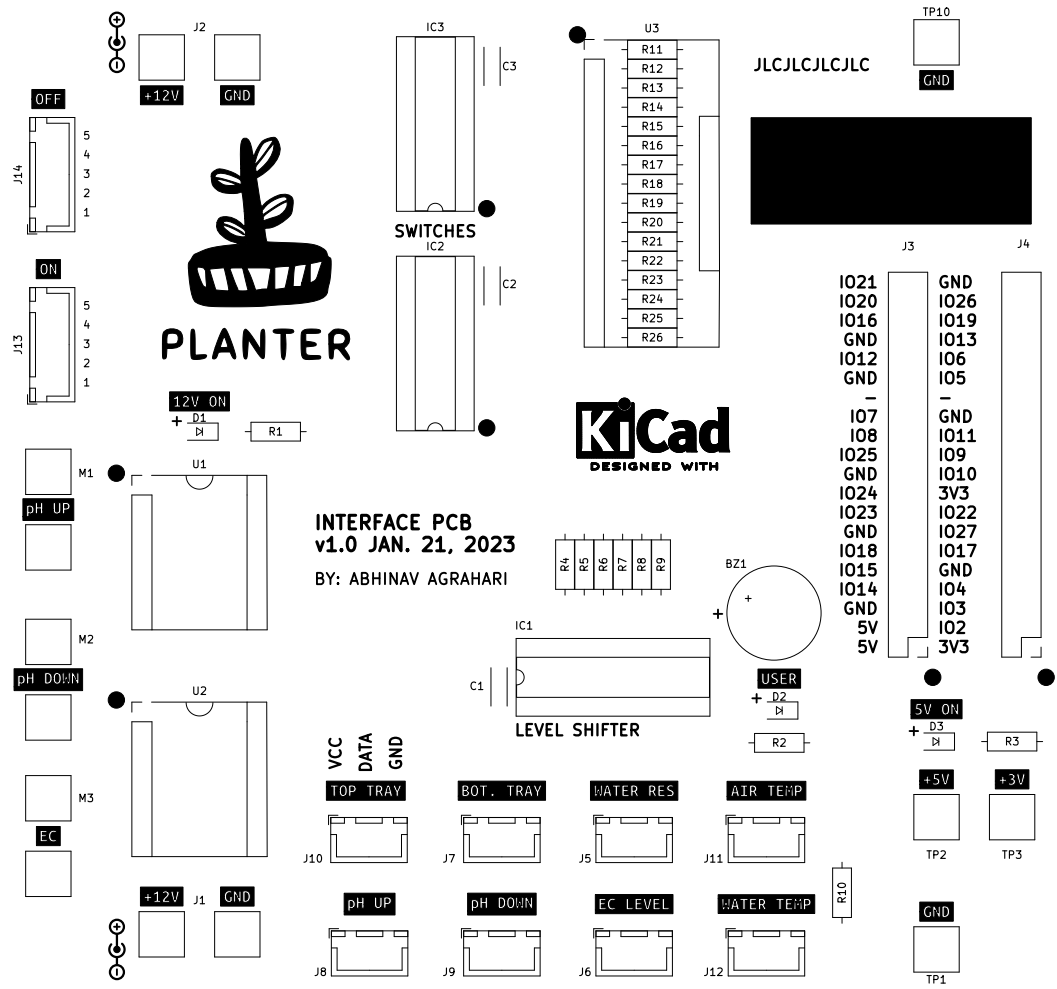 J2
+12V
GND
OFF
J14
5
4
3
2
1
ON
J13
5
4
3
2
1
PLANTER
IC3
C3
SWITCHES
IC2
C2
U3
R11
R12
R13
R14
R15
R16
R17
R18
R19
R20
R21
R22
R23
R24
R25
R26
TP10
GND
JLCJLCJLCJLC
J3
J4
IO21 GND
IO20 IO26
IO16 IO19
GND IO13
IO12 IO6
GND IO5
- -
IO7 GND
IO8 IO11
IO25 IO9
GND IO10
IO24 3V3
IO23 IO22
GND IO27
IO18 IO17
IO15 GND
IO14 IO4
GND IO3
5V IO2
5V 3V3
12V ON
+ D1
R1
KiCad
DESIGNED WITH
M1
pH UP
U1
INTERFACE PCB
v1.0 JAN. 21, 2023
BY: ABHINAV AGRAHARI
R4
R5
R6
R7
R8
R9
BZ1
+
+
M2
pH DOWN
U2
IC1
C1
LEVEL SHIFTER
USER
+ D2
R2
5V ON
+ D3
R3
+5V
+3V
TP2
TP3
M3
EC
VCC
DATA
GND
TOP TRAY
BOT. TRAY
WATER RES
AIR TEMP
J10
J7
J5
J11
R10
+12V
J1
GND
pH UP
pH DOWN
EC LEVEL
WATER TEMP
J8
J9
J6
J12
GND
TP1